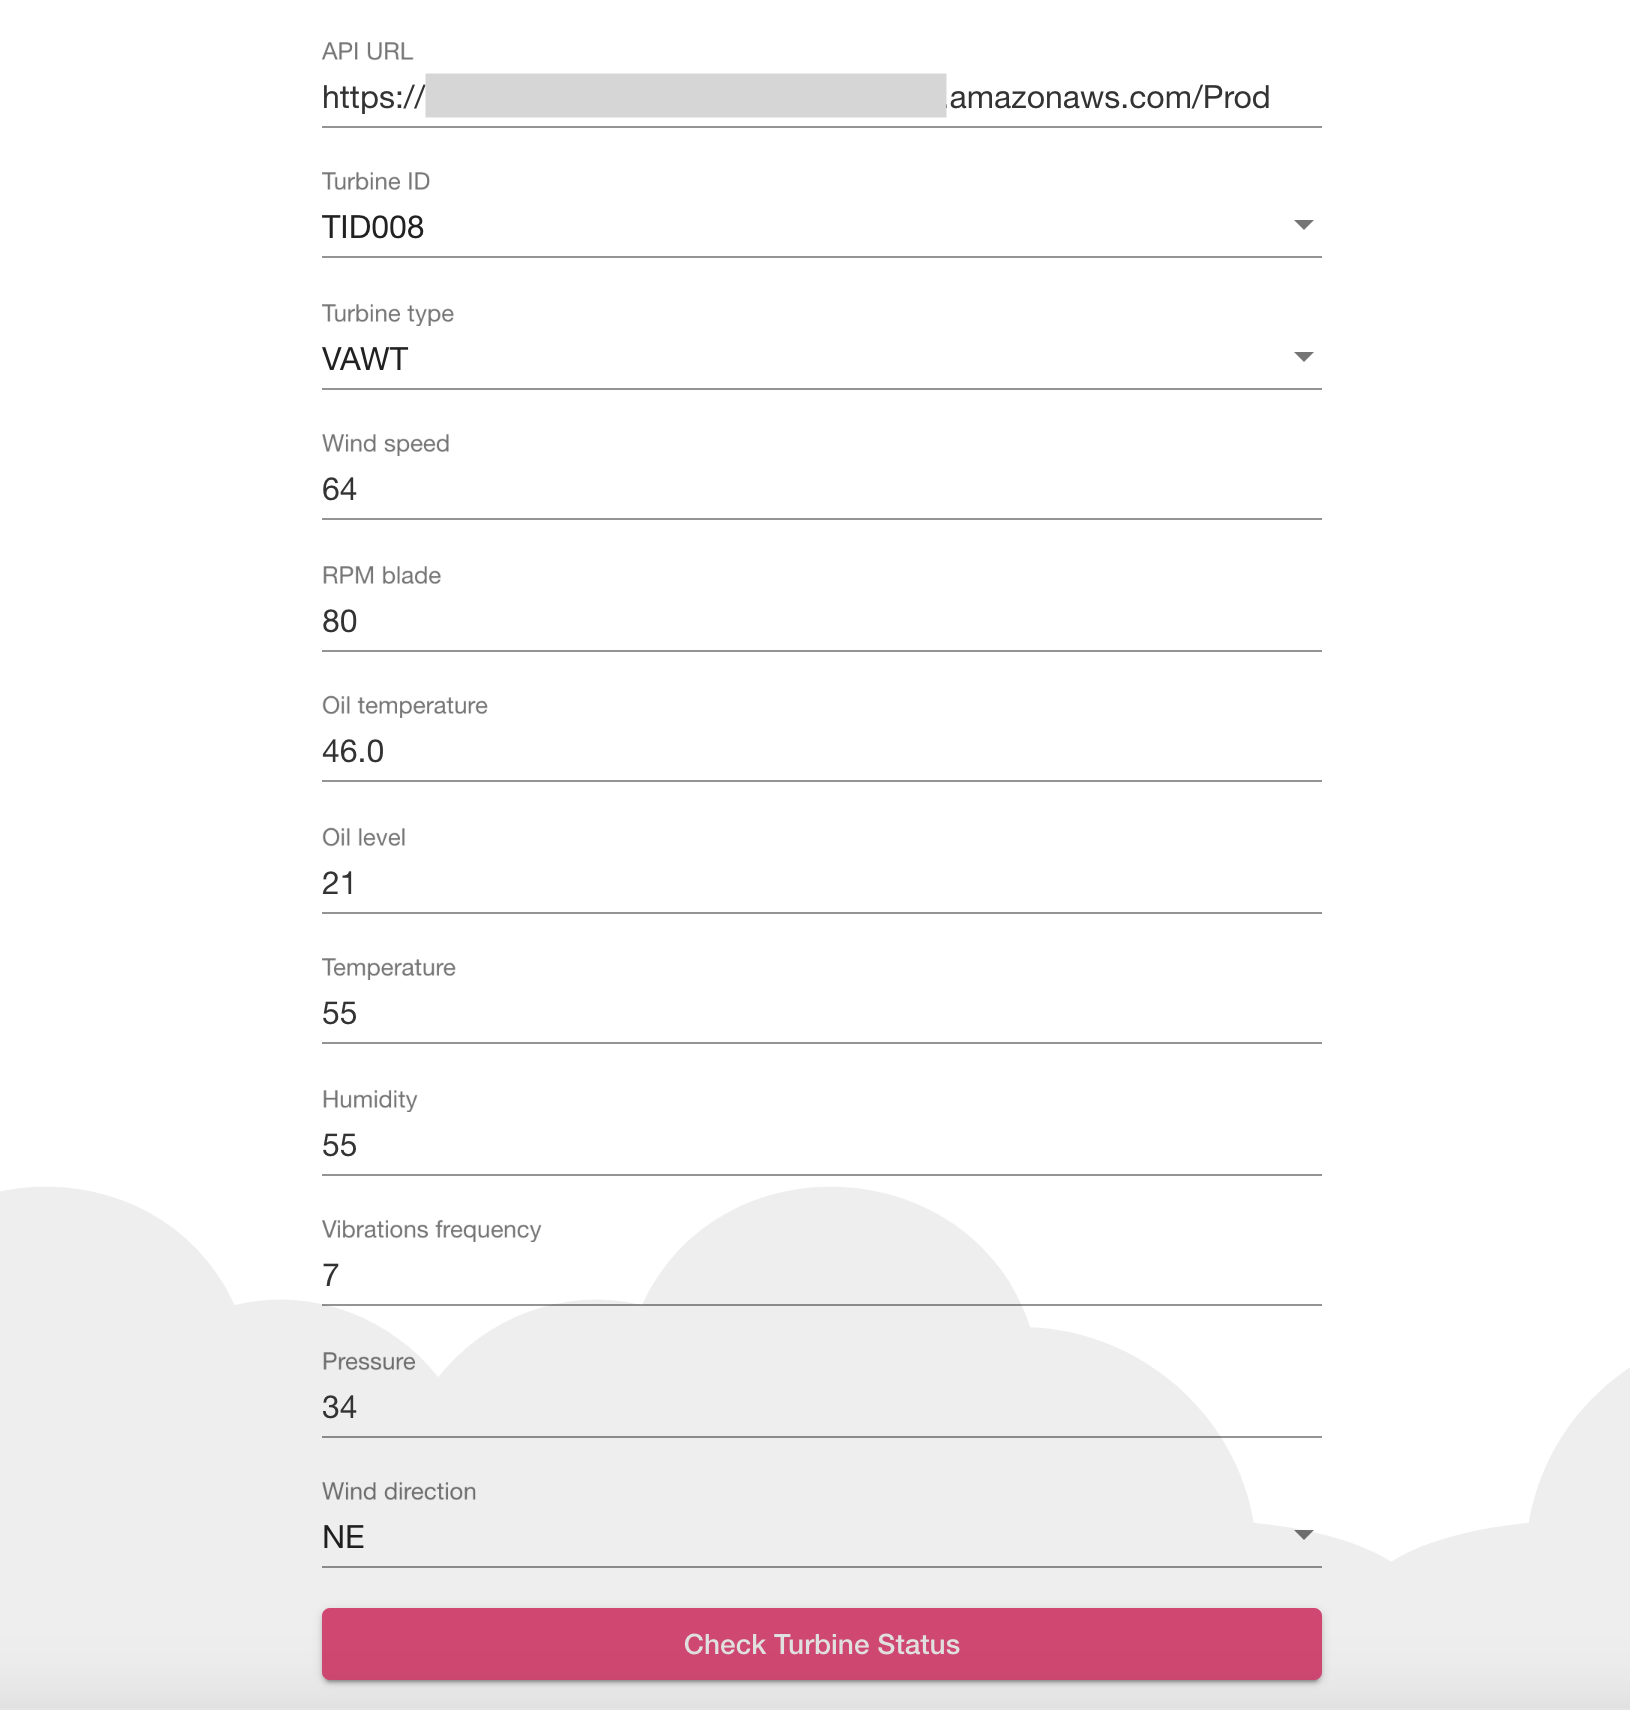 API URL
https:// .amazonaws.com/Prod
Turbine ID
TID008
Turbine type
VAWT
Wind speed
64
RPM blade
80
Oil temperature
46.0
Oil level
21
Temperature
55
Humidity
55
Vibrations frequency
7
Pressure
34
Wind direction
NE
Check Turbine Status